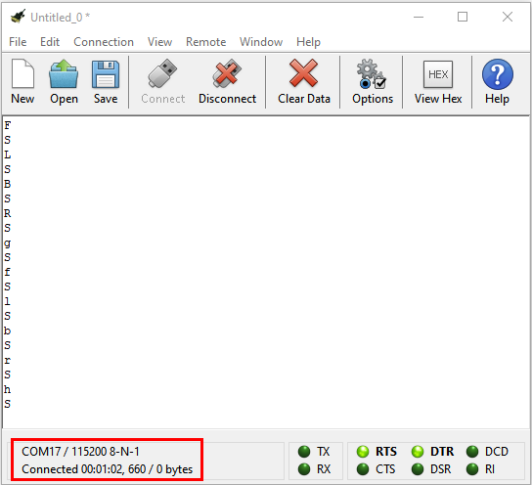 Untitled_0 *
File Edit Connection View Remote Window Help
HEX
New Open Save Connect Disconnect Clear Data Options View Hex Help
F
S
L
S
B
S
R
S
g
S
f
S
l
S
b
S
r
S
h
S
COM17 / 115200 8-N-1
Connected 00:01:02, 660 / 0 bytes
TX RTS DTR DCD
RX CTS DSR RI